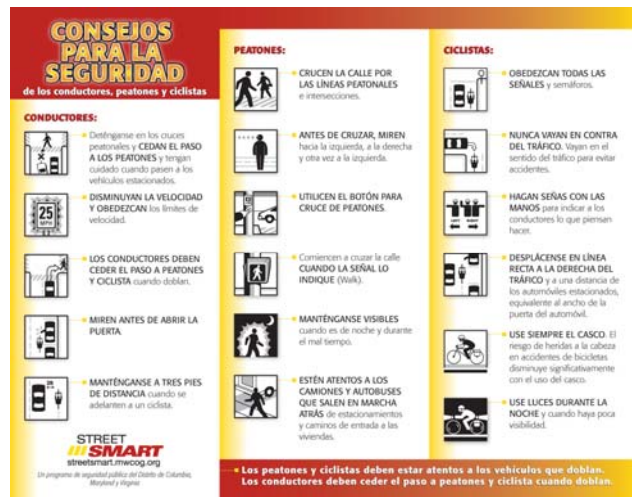 CONSEJOS
PARA LA
SEGURIDAD
de los conductores, peatones y ciclistas
CONDUCTORES:
Deténganse en los cruces
peatonales y CEDAN EL PASO
A LOS PEATONES y tengan
cuidado cuando pasen a los
vehículos estacionados.
25
MPH
DISMINUYAN LA VELOCIDAD
Y OBEDEZCAN los límites de
velocidad.
LOS CONDUCTORES DEBEN
CEDER EL PASO A PEATONES
Y CICLISTA cuando doblan.
MIREN ANTES DE ABRIR LA
PUERTA.
MANTÉNGANSE A TRES PIES
DE DISTANCIA cuando se
adelanten a un ciclista.
STREET
SMART
streetsmart.mwcog.org
Un programa de seguridad público del Distrito de Columbia,
Maryland y Virginia
PEATONES:
CRUCEN LA CALLE POR
LAS LÍNEAS PEATONALES
e intersecciones.
ANTES DE CRUZAR, MIREN
hacia la izquierda, a la derecha
y otra vez a la izquierda.
UTILICEN EL BOTÓN PARA
CRUCE DE PEATONES.
Comiencen a cruzar la calle
CUANDO LA SEÑAL LO
INDIQUE (Walk).
MANTÉNGANSE VISIBLES
cuando es de noche y durante
el mal tiempo.
ESTÉN ATENTOS A LOS
CAMIONES Y AUTOBUSES
QUE SALEN EN MARCHA
ATRÁS de estacionamientos
y caminos de entrada a las
viviendas.
CICLISTAS:
OBEDEZCAN TODAS LAS
SEÑALES y semáforos.
NUNCA VAYAN EN CONTRA
DEL TRÁFICO. Vayan en el
sentido del tráfico para evitar
accidentes.
LEFT RIGHT
HAGAN SEÑAS CON LAS
MANOS para indicar a los
conductores lo que piensan
hacer.
DESPLÁCENSE EN LÍNEA
RECTA A LA DERECHA DEL
TRÁFICO y a una distancia de
los automóviles estacionados,
equivalente al ancho de la
puerta del automóvil.
USE SIEMPRE EL CASCO. El
riesgo de heridas a la cabeza
en accidentes de bicicletas
disminuye significativamente
con el uso del casco.
USE LUCES DURANTE LA
NOCHE y cuando haya poca
visibilidad.
Los peatones y ciclistas deben estar atentos a los vehículos que doblan.
Los conductores deben ceder el paso a peatones y ciclista cuando doblan.